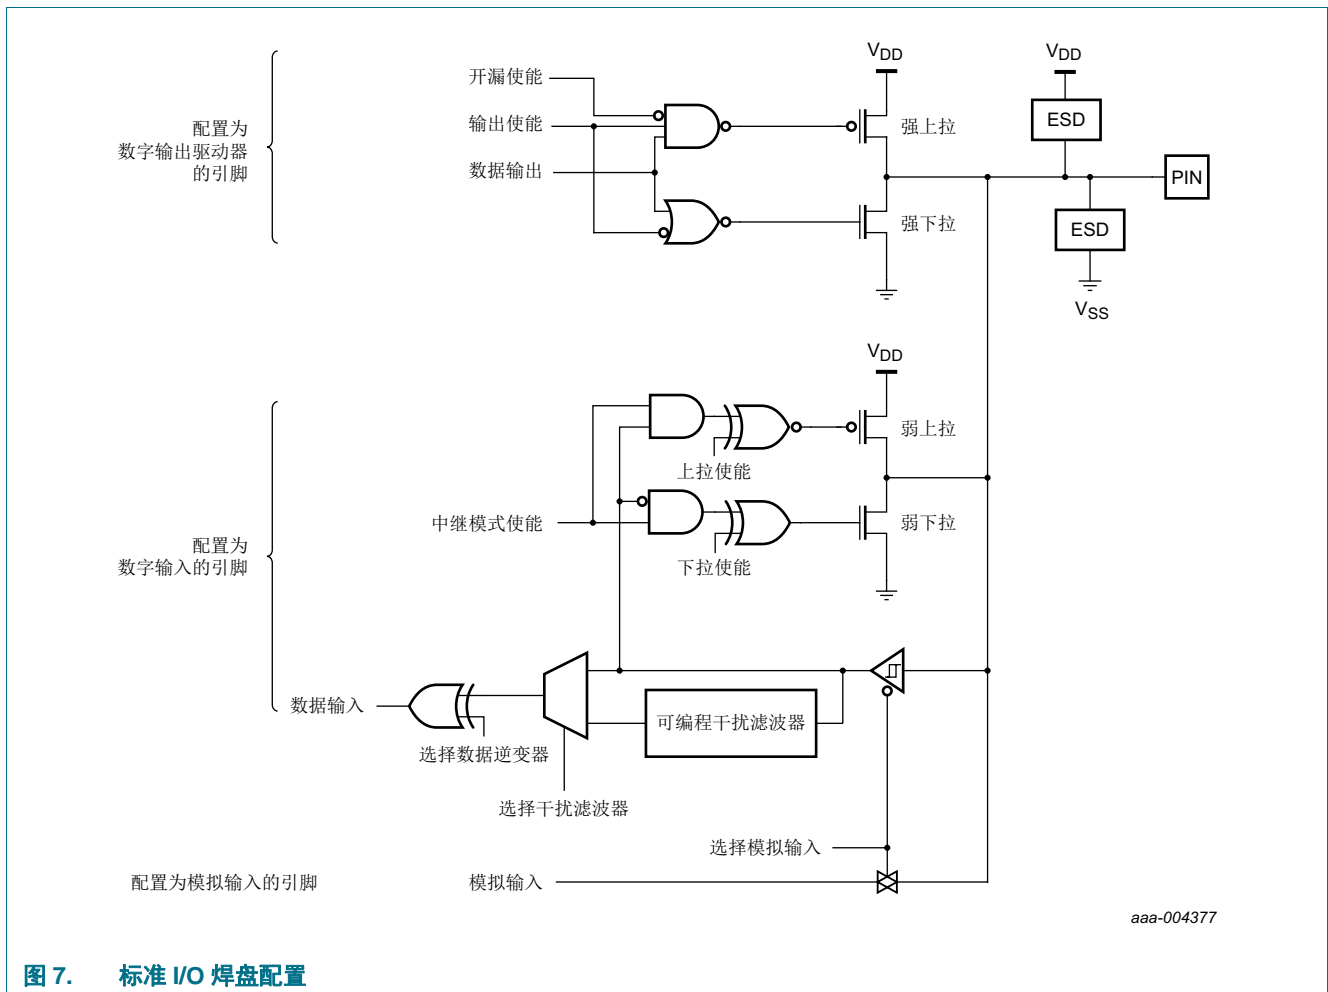 VDD
VDD
开漏使能
ESD
强上拉
输出使能
配置为
数字输出驱动器
的引脚
数据输出
PIN
强下拉
ESD
VSS
VDD
弱上拉
上拉使能
中继模式使能
弱下拉
配置为
数字输入的引脚
下拉使能
数据输入
可编程干扰滤波器
选择数据逆变器
选择干扰滤波器
选择模拟输入
配置为模拟输入的引脚
模拟输入
aaa-004377
图 7. 标准 I/O 焊盘配置